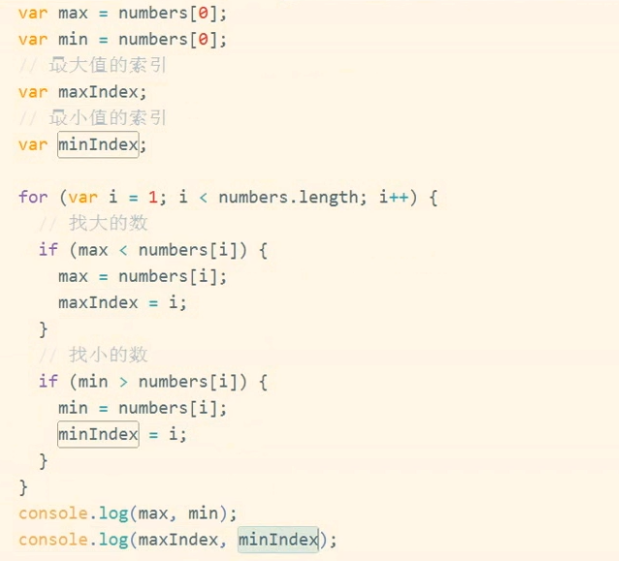 var max = numbers[0];
var min = numbers[0];
// 最大值的索引
var maxIndex;
// 最小值的索引
var minIndex;
for (var i = 1; i < numbers.length; i++) {
// 找大的数
if (max < numbers[i]) {
max = numbers[i];
maxIndex = i;
}
// 找小的数
if (min > numbers[i]) {
min = numbers[i];
minIndex = i;
}
}
console.log(max, min);
console.log(maxIndex, minIndex);